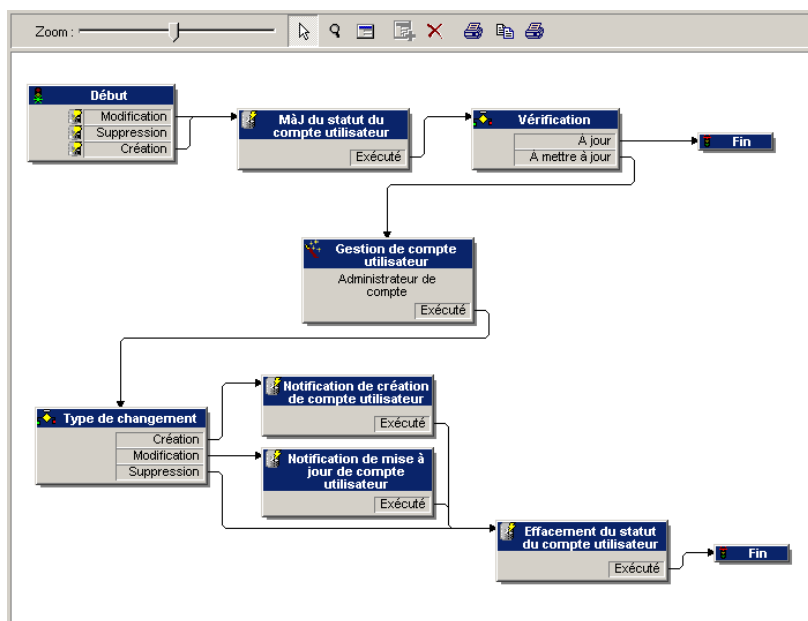 Zoom :
Début
Modification
Suppression
Création
MàJ du statut du
compte utilisateur
Exécuté
Vérification
À jour
À mettre à jour
Fin
Gestion de compte
utilisateur
Administrateur de
compte
Exécuté
Type de changement
Création
Modification
Suppression
Notification de création
de compte utilisateur
Exécuté
Notification de mise à
jour de compte
utilisateur
Exécuté
Effacement du statut
du compte utilisateur
Exécuté
Fin